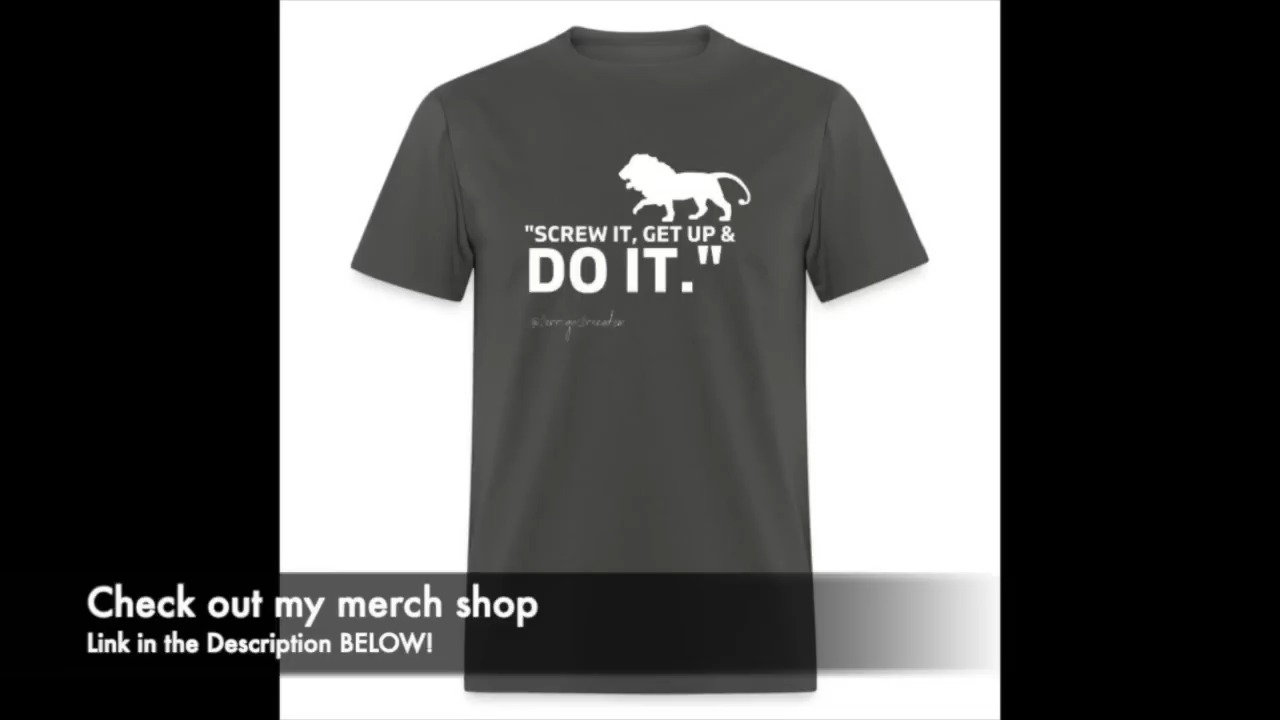 "SCREW IT, GET UP &
DO IT."
Check out my merch shop
Link in the Description BELOW!